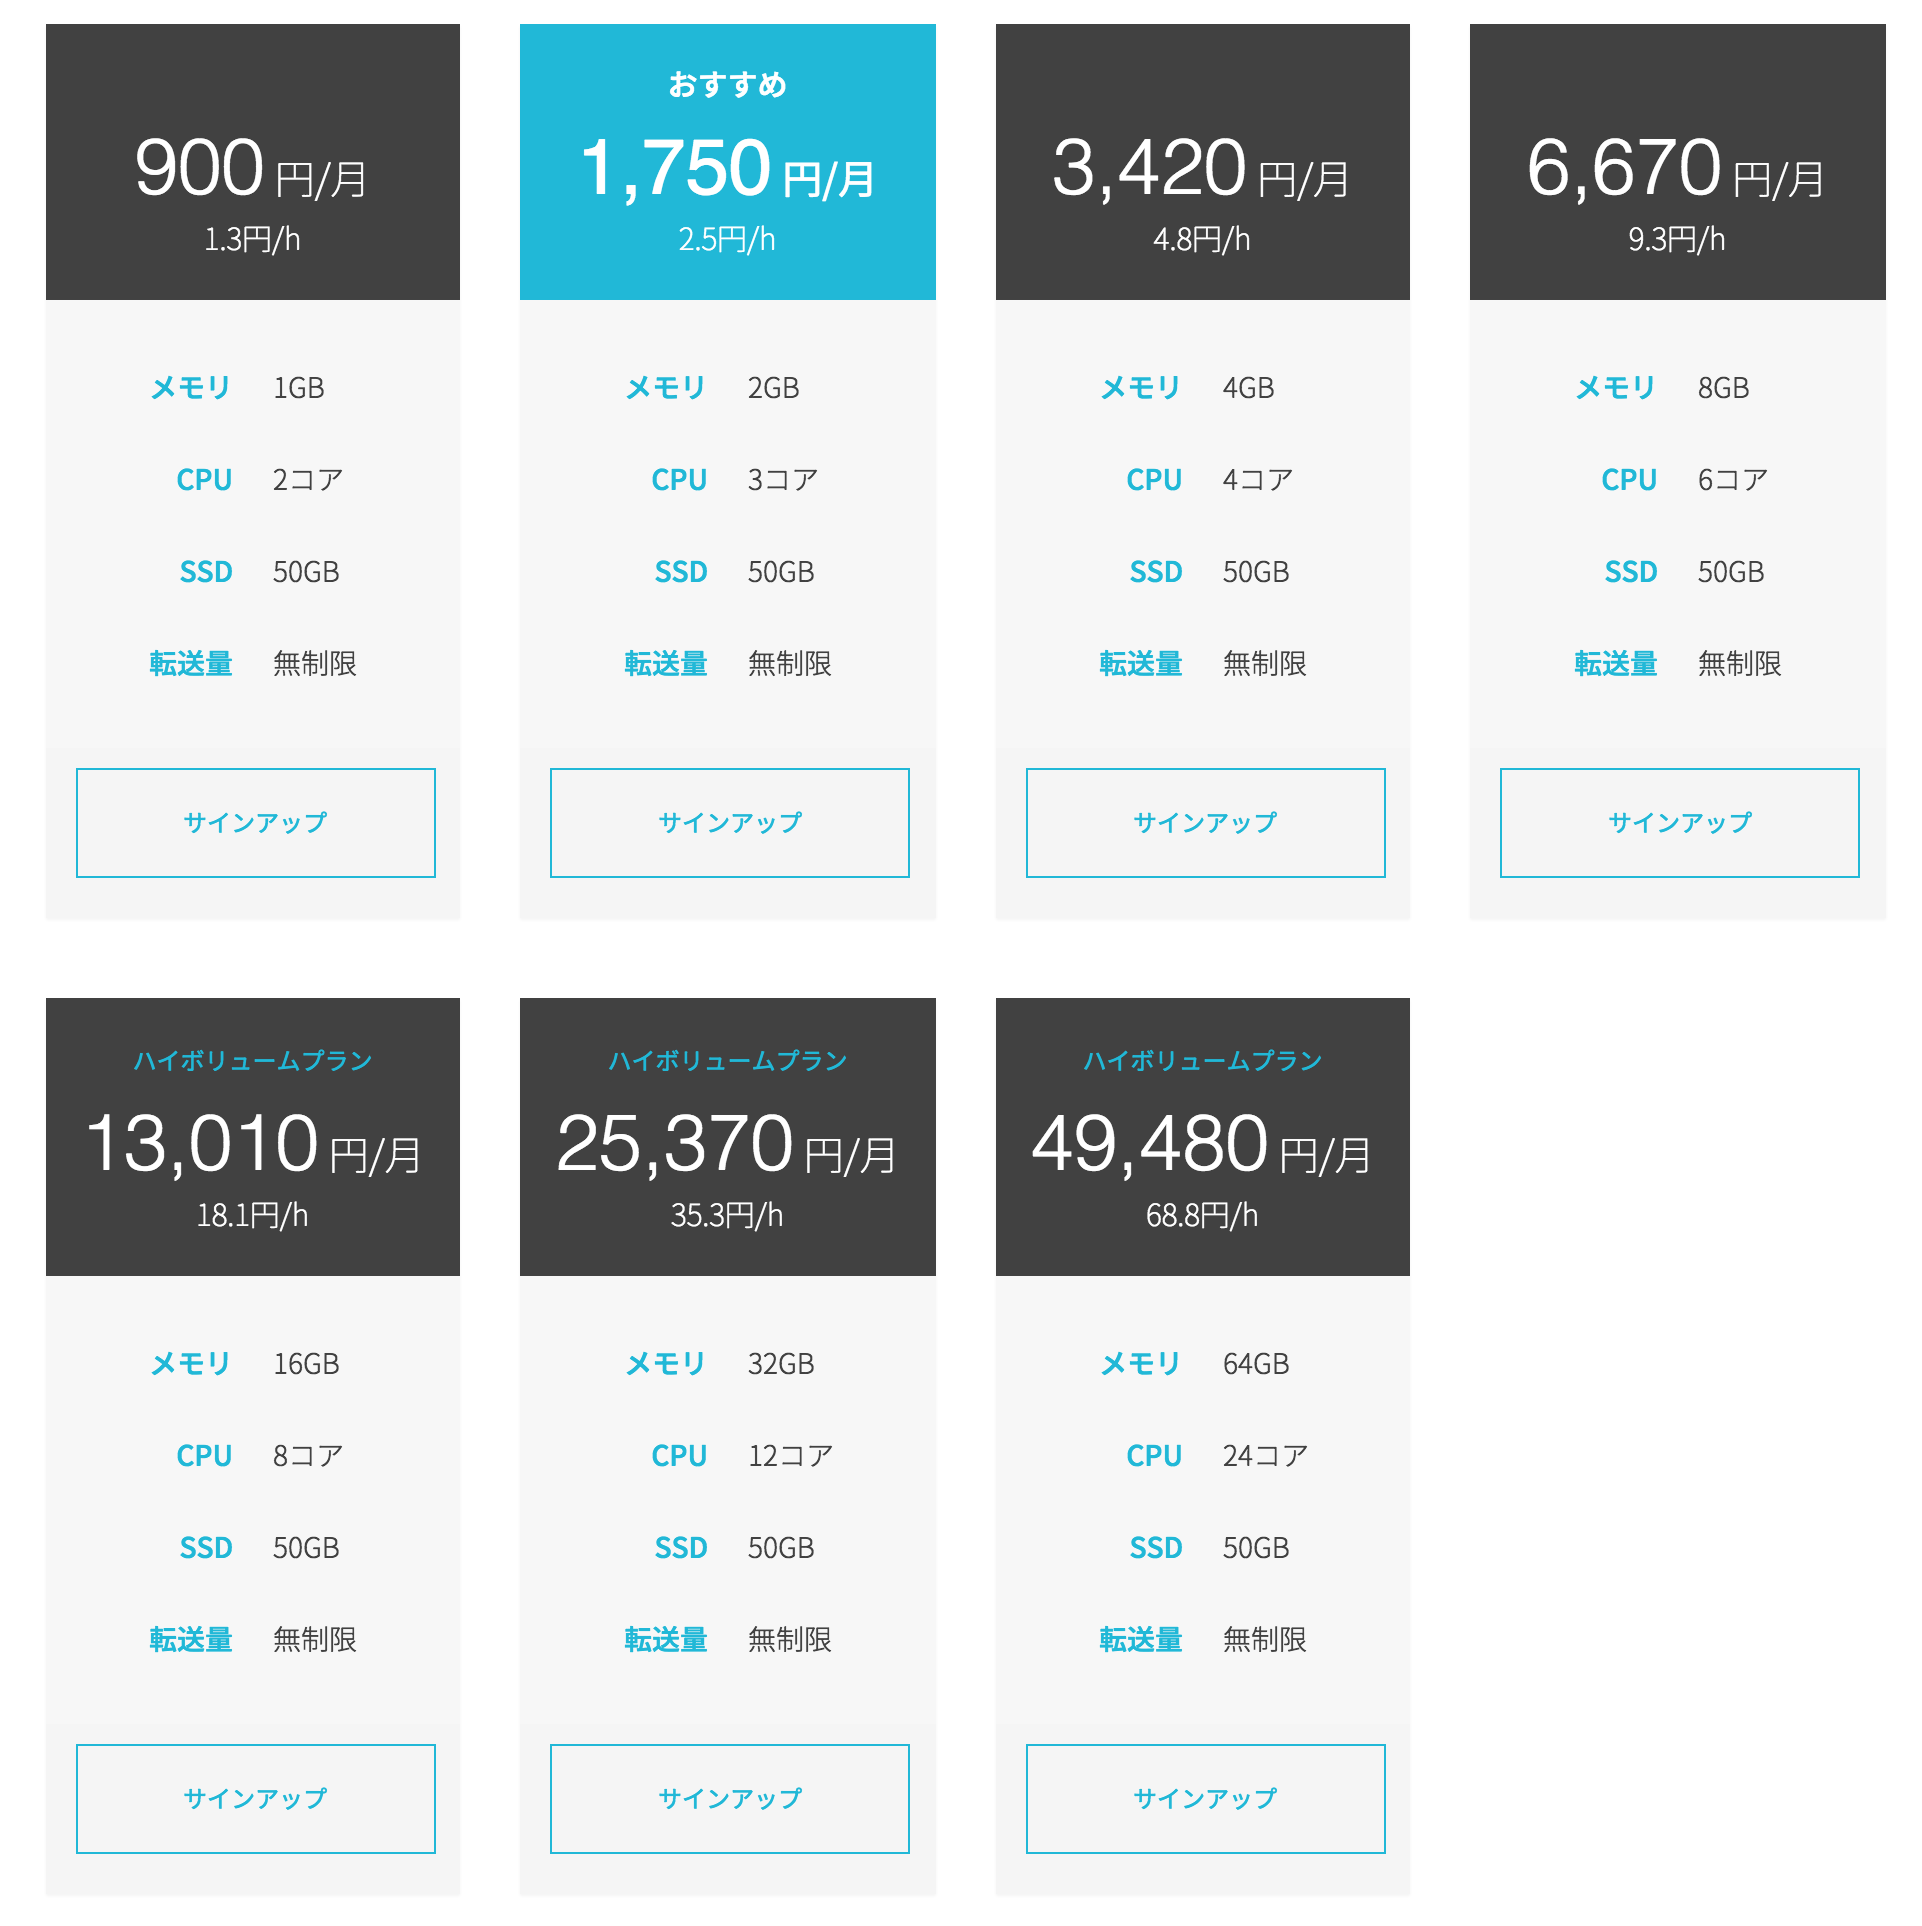 900 円/月
1.3円/h
メモリ 1GB
CPU 2コア
SSD 50GB
転送量 無制限
サインアップ
おすすめ
1,750 円/月
2.5円/h
メモリ 2GB
CPU 3コア
SSD 50GB
転送量 無制限
サインアップ
3,420 円/月
4.8円/h
メモリ 4GB
CPU 4コア
SSD 50GB
転送量 無制限
サインアップ
6,670 円/月
9.3円/h
メモリ 8GB
CPU 6コア
SSD 50GB
転送量 無制限
サインアップ
ハイボリュームプラン
13,010 円/月
18.1円/h
メモリ 16GB
CPU 8コア
SSD 50GB
転送量 無制限
サインアップ
ハイボリュームプラン
25,370 円/月
35.3円/h
メモリ 32GB
CPU 12コア
SSD 50GB
転送量 無制限
サインアップ
ハイボリュームプラン
49,480 円/月
68.8円/h
メモリ 64GB
CPU 24コア
SSD 50GB
転送量 無制限
サインアップ